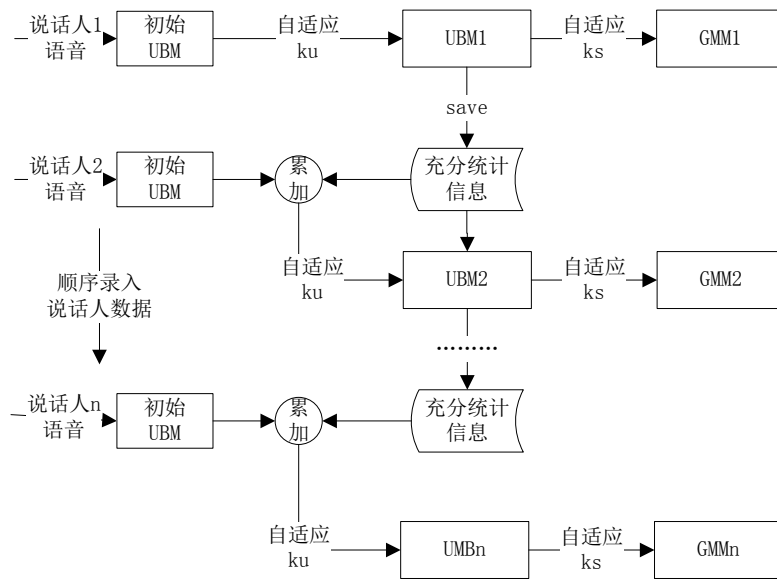 说话人1
语音
初始
UBM
自适应
ku
UBM1
自适应
ks
GMM1
save
说话人2
语音
初始
UBM
累
加
充分统计
信息
顺序录入
说话人数据
自适应
ku
UBM2
自适应
ks
GMM2
………
说话人n
语音
初始
UBM
累
加
充分统计
信息
自适应
ku
UMBn
自适应
ks
GMMn